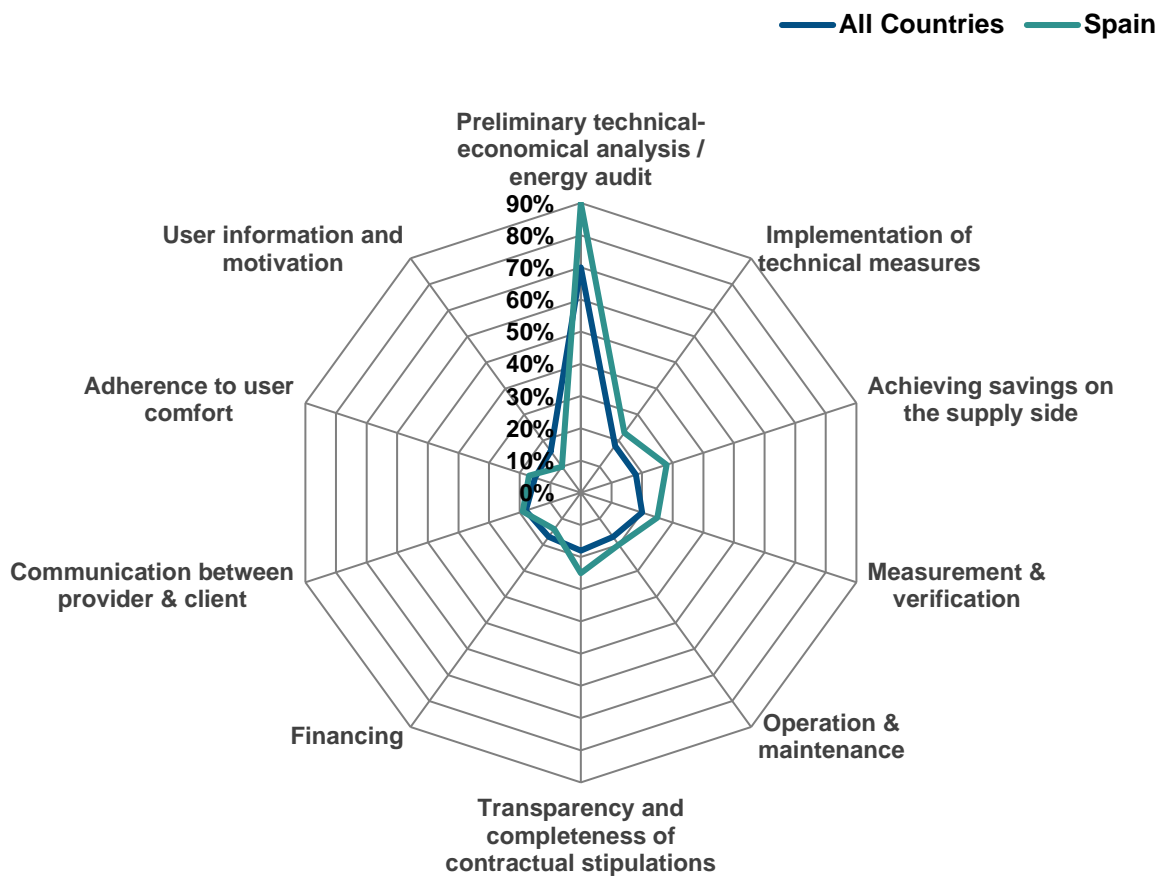 All Countries
Spain
Preliminary technical-
economical analysis /
energy audit
90%
80%
70%
60%
50%
40%
30%
20%
10%
0%
Implementation of
technical measures
Achieving savings on
the supply side
Measurement &
verification
Operation &
maintenance
Transparency and
completeness of
contractual stipulations
Financing
Communication between
provider & client
Adherence to user
comfort
User information and
motivation